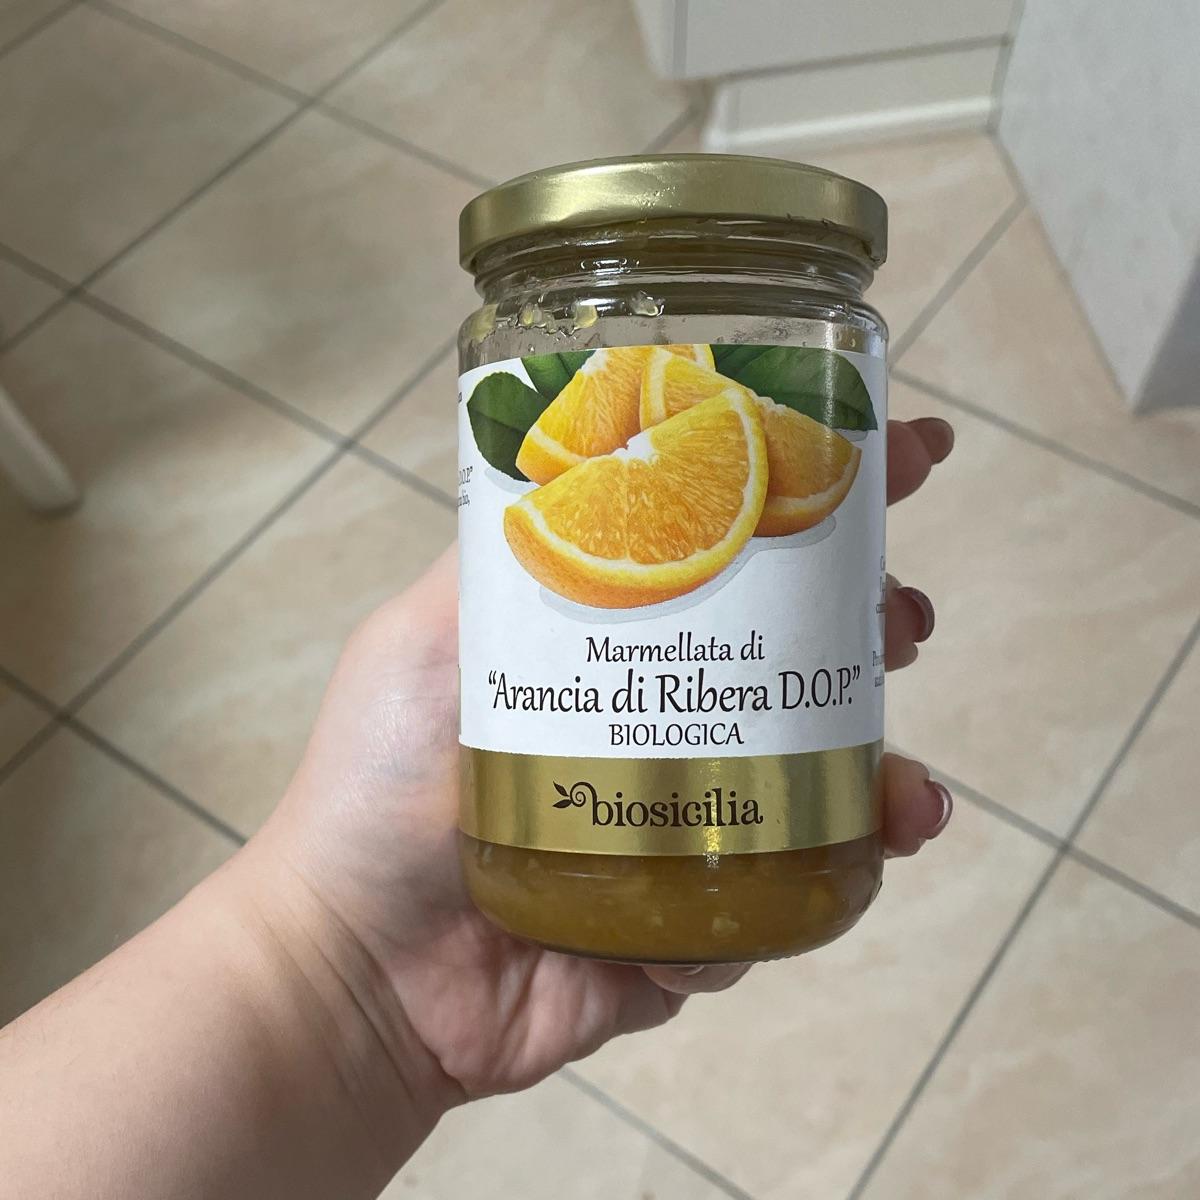 Marmellata di
“Arancia di Ribera D.O.P.”
BIOLOGICA
biosicilia
D.O.P.”